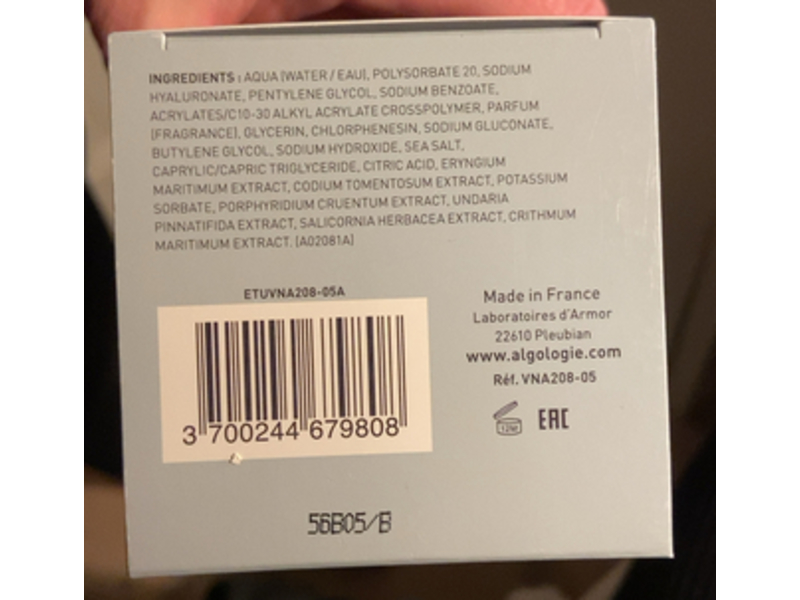 INGREDIENTS : AQUA (WATER / EAU), POLYSORBATE 20, SODIUM
HYALURONATE, PENTYLENE GLYCOL, SODIUM BENZOATE,
ACRYLATES/C10-30 ALKYL ACRYLATE CROSSPOLYMER, PARFUM
(FRAGRANCE), GLYCERIN, CHLORPHENESIN, SODIUM GLUCONATE,
BUTYLENE GLYCOL, SODIUM HYDROXIDE, SEA SALT,
CAPRYLIC/CAPRIC TRIGLYCERIDE, CITRIC ACID, ERYNGIUM
MARITIMUM EXTRACT, CODIUM TOMENTOSUM EXTRACT, POTASSIUM
SORBATE, PORPHYRIDIUM CRUENTUM EXTRACT, UNDARIA
PINNATIFIDA EXTRACT, SALICORNIA HERBACEA EXTRACT, CRITHMUM
MARITIMUM EXTRACT. (A02081A)
ETUVNA208-05A
3 700244 679808
Made in France
Laboratoires d'Armor
22610 Pleubian
www.algologie.com
Réf. VNA208-05
12M
EAC
56B05/B